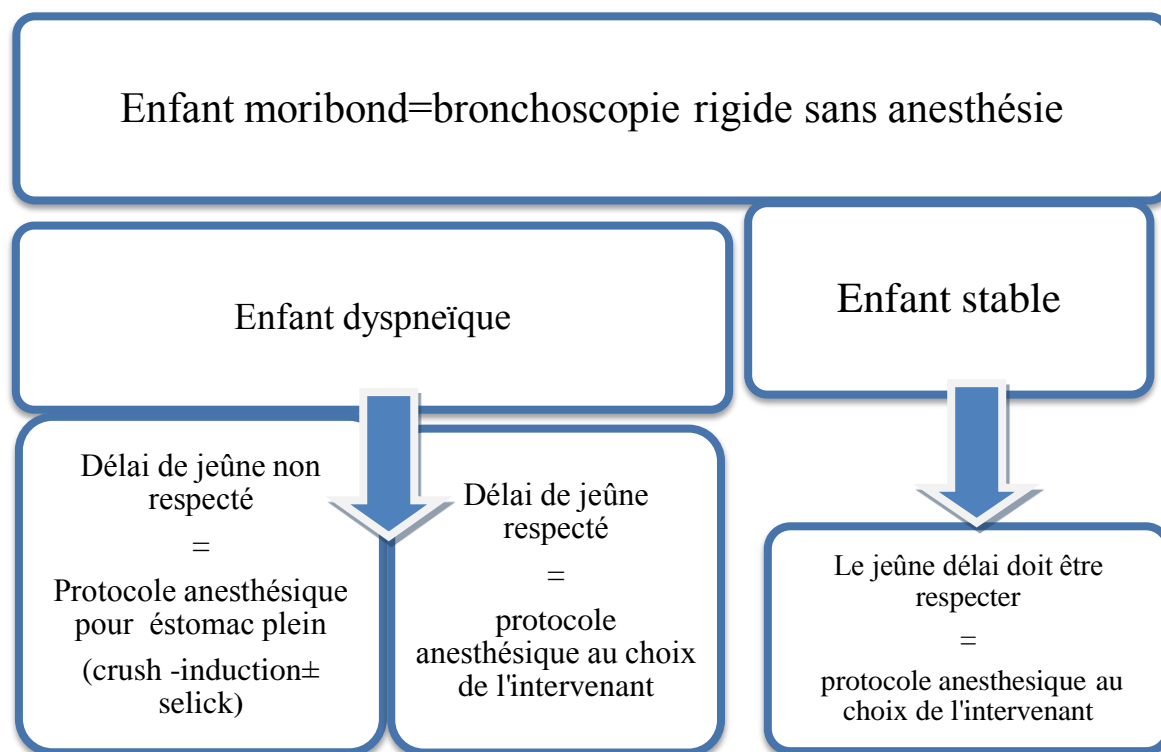 Enfant moribond=bronchoscopie rigide sans anesthésie
Enfant dyspneïque
Enfant stable
Délai de jeûne non
respecté
=
Protocole anesthésique
pour éstomac plein
(crush -induction±
selick)
Délai de jeûne
respecté
=
protocole
anesthésique au choix
de l'intervenant
Le jeûne délai doit être
respecter
=
protocole anesthesique au
choix de l'intervenant